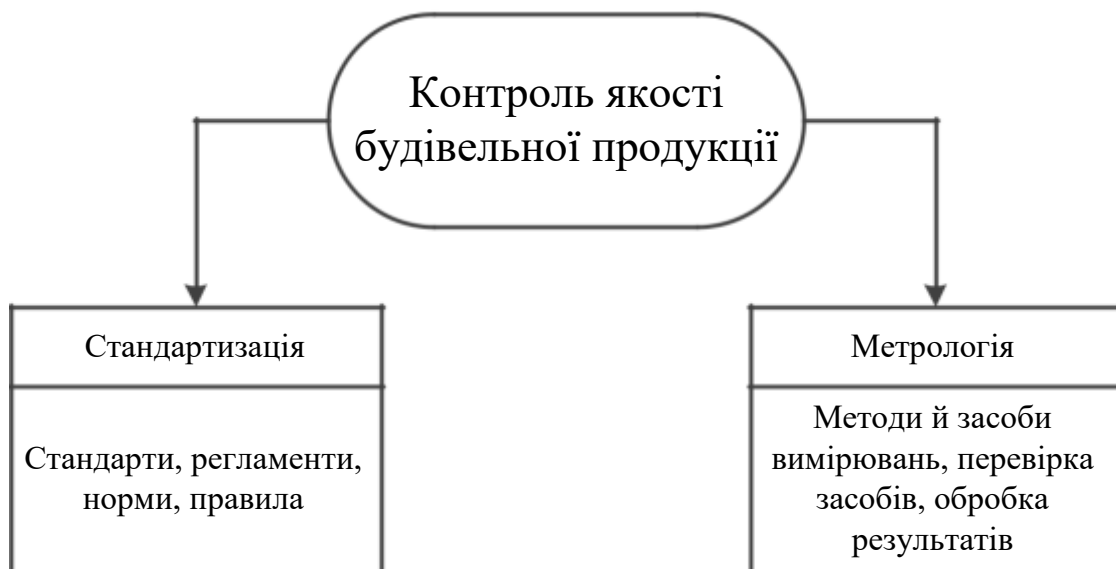 Контроль якості
будівельної продукції
Стандартизація
Стандарти, регламенти,
норми, правила
Метрологія
Методи й засоби
вимірювань, перевірка
засобів, обробка
результатів